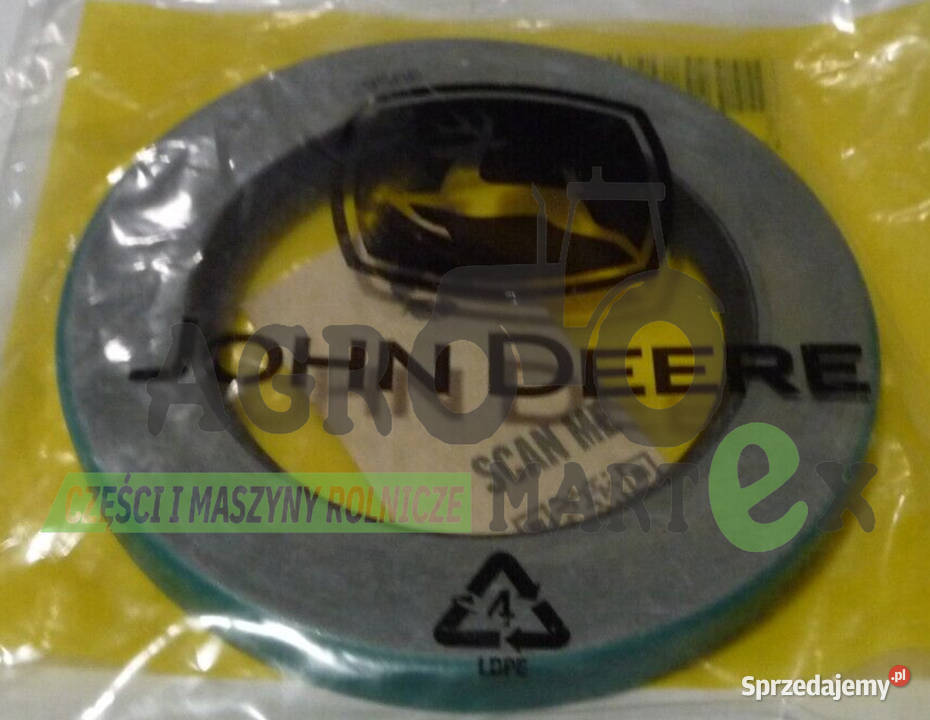 JOHN DEERE
AGRO
SCAN ME
MARTEX
CZĘŚCI I MASZYNY ROLNICZE
4
LDPE
Sprzedajemy.pl